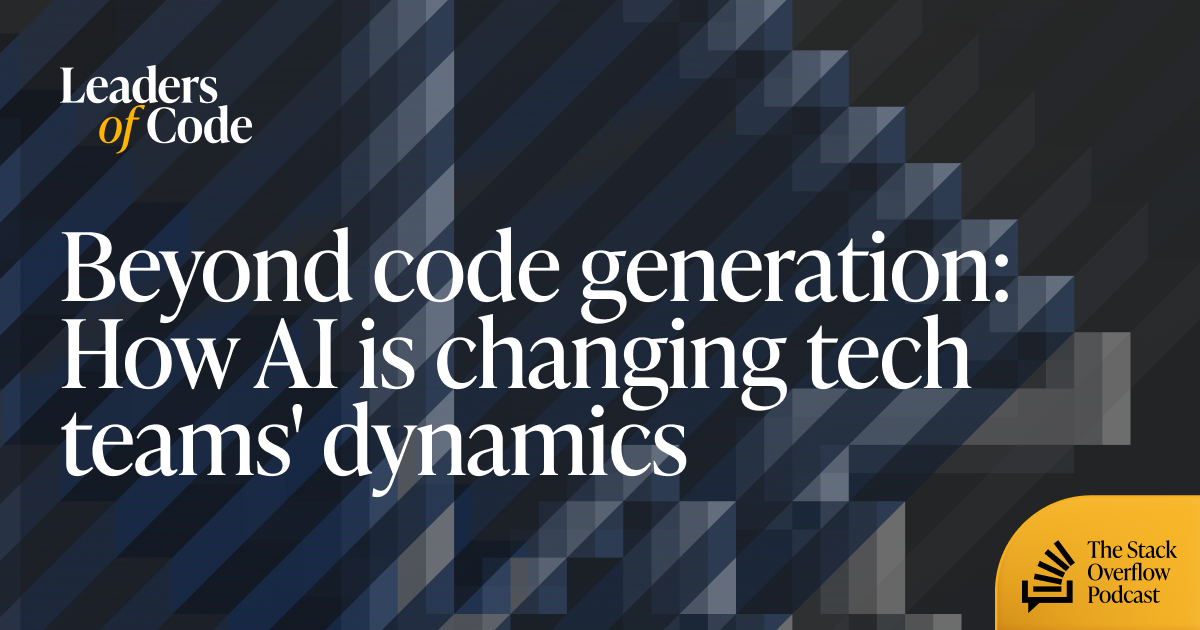 Leaders
of Code
Beyond code generation:
How AI is changing tech
teams' dynamics
The Stack
Overflow
Podcast